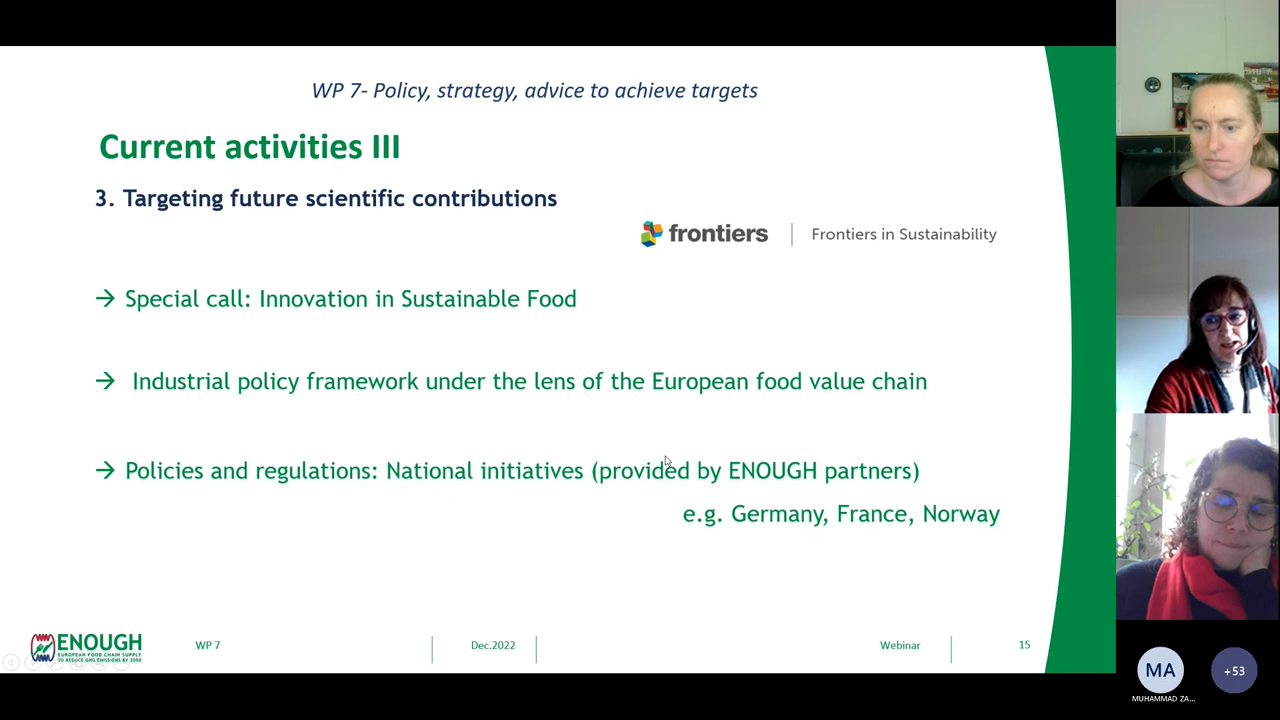 WP 7- Policy, strategy, advice to achieve targets
Current activities III
3. Targeting future scientific contributions
frontiers | Frontiers in Sustainability
→ Special call: Innovation in Sustainable Food
→ Industrial policy framework under the lens of the European food value chain
→ Policies and regulations: National initiatives (provided by ENOUGH partners)
e.g. Germany, France, Norway
ENOUGH
EUROPEAN FOOD CHAIN SUPPLY
TO REDUCE GHG EMISSIONS BY 2050
WP 7
Dec.2022
Webinar
15
MA
MUHAMMAD ZA...
+53